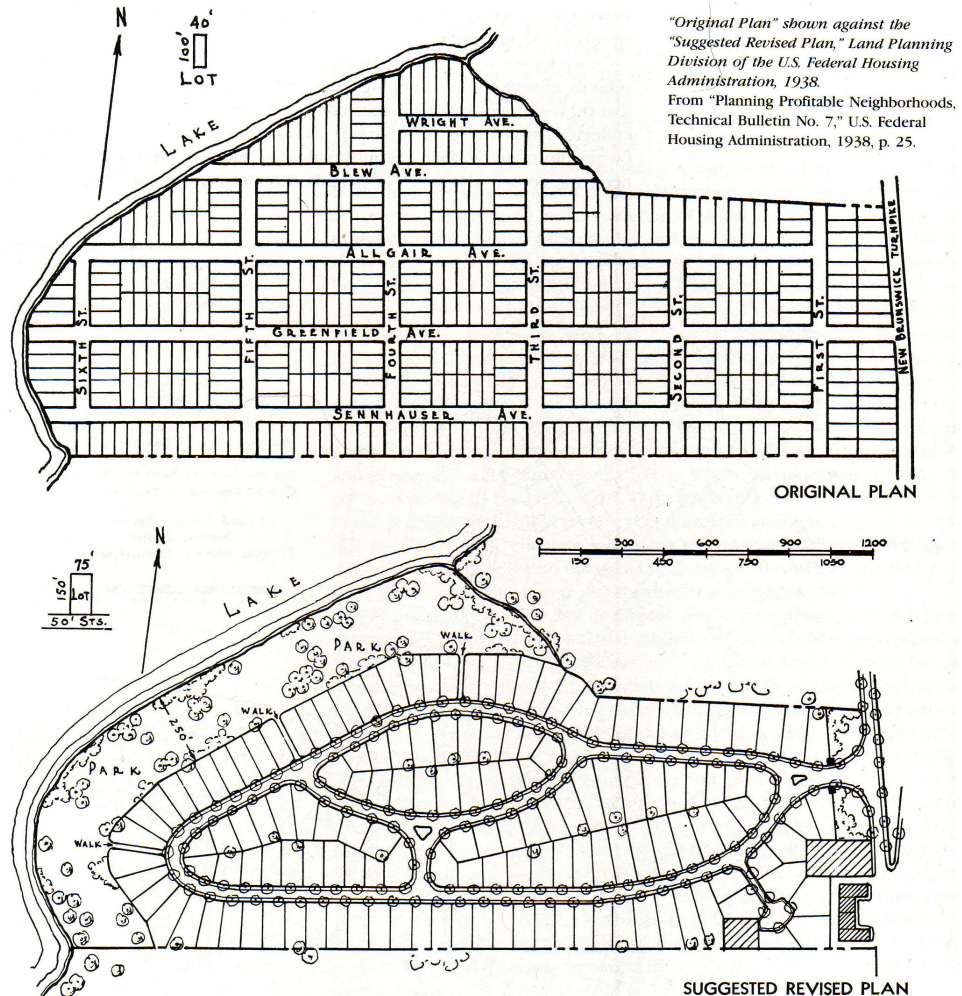 "Original Plan" shown against the
"Suggested Revised Plan," Land Planning
Division of the U.S. Federal Housing
Administration, 1938.
From "Planning Profitable Neighborhoods,
Technical Bulletin No. 7," U.S. Federal
Housing Administration, 1938, p. 25.
N
40'
100'
LOT
LAKE
WRIGHT AVE.
BLEW AVE.
ALLGAIR AVE.
GREENFIELD AVE.
SENNHAUSER AVE.
SIXTH ST.
FIFTH ST.
FOURTH ST.
THIRD ST.
SECOND ST.
FIRST ST.
NEW BRUNSWICK TURNPIKE
ORIGINAL PLAN
N
75'
150'
LOT
50' STS.
LAKE
0 150 300 450 600 750 900 1050 1200
PARK
WALK
WALK
250'
PARK
WALK
SUGGESTED REVISED PLAN